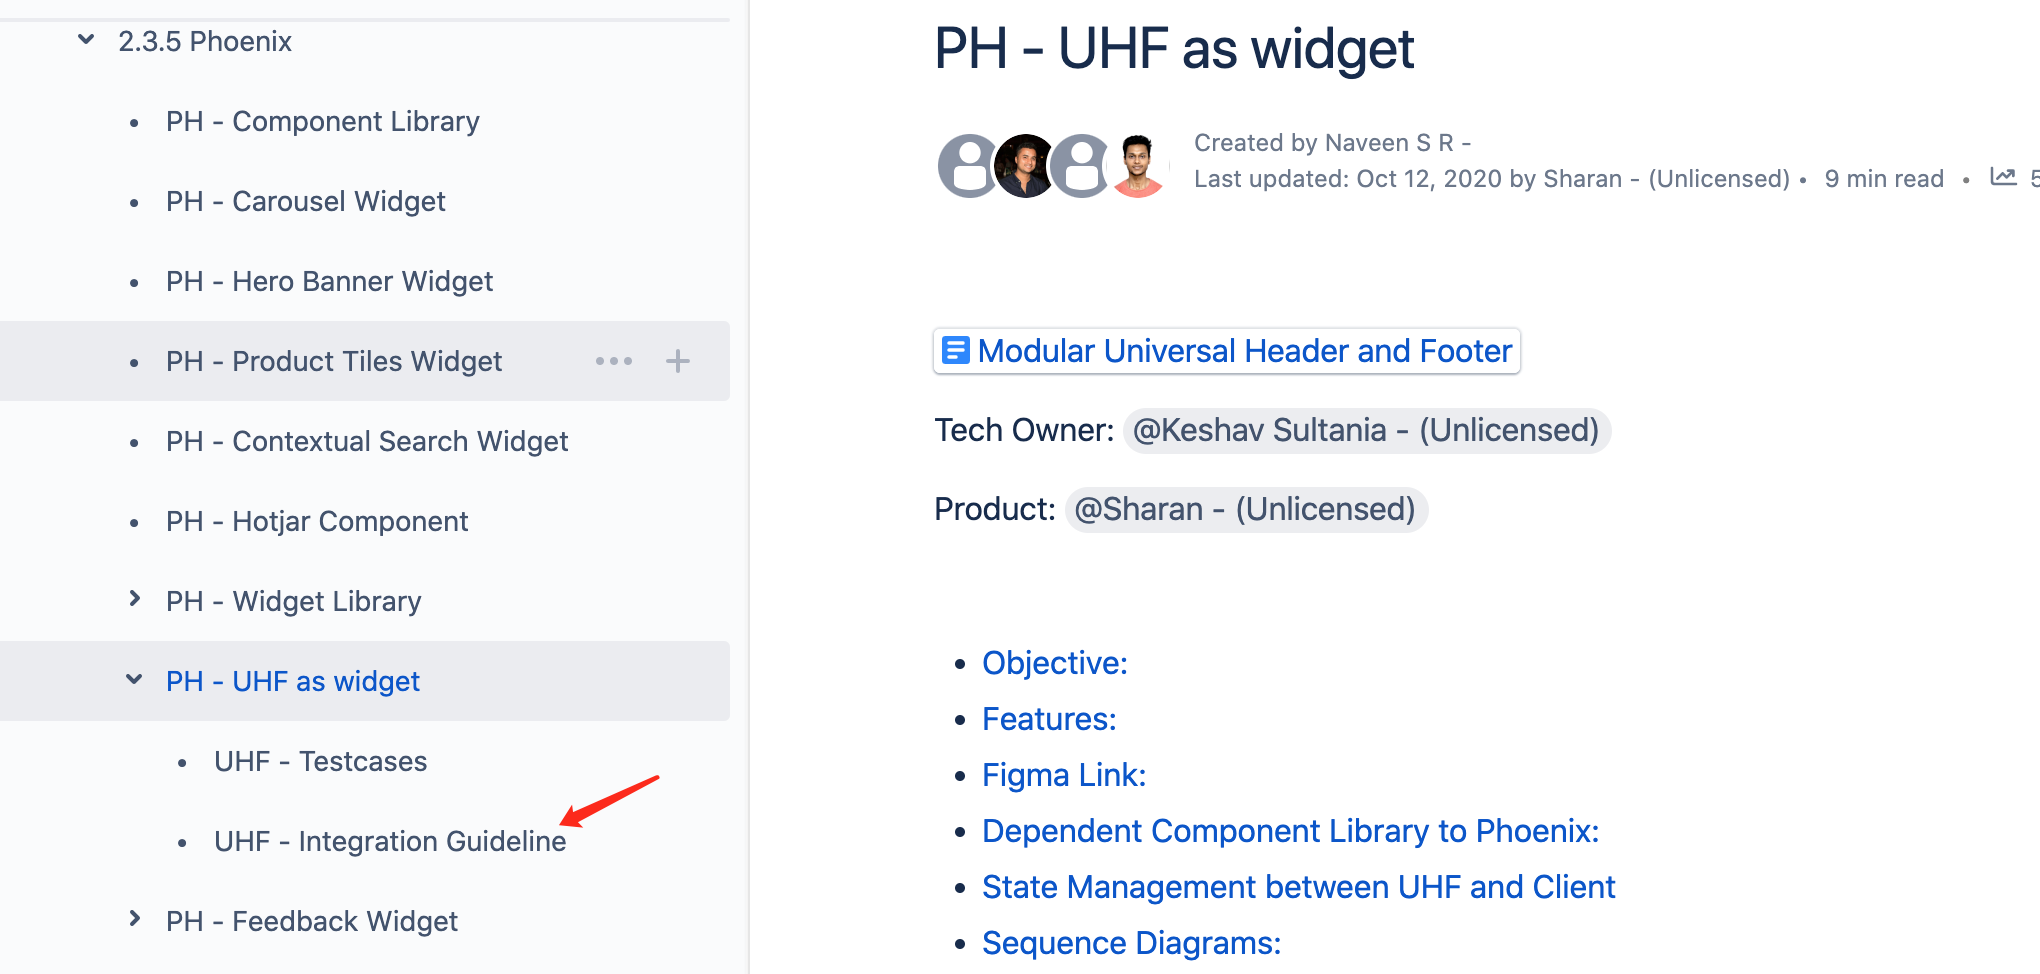 2.3.5 Phoenix
PH - Component Library
PH - Carousel Widget
PH - Hero Banner Widget
PH - Product Tiles Widget
PH - Contextual Search Widget
PH - Hotjar Component
PH - Widget Library
PH - UHF as widget
UHF - Testcases
UHF - Integration Guideline
PH - Feedback Widget
PH - UHF as widget
Created by Naveen S R -
Last updated: Oct 12, 2020 by Sharan - (Unlicensed) • 9 min read •
Modular Universal Header and Footer
Tech Owner: @Keshav Sultania - (Unlicensed)
Product: @Sharan - (Unlicensed)
• Objective:
• Features:
• Figma Link:
• Dependent Component Library to Phoenix:
• State Management between UHF and Client
• Sequence Diagrams: